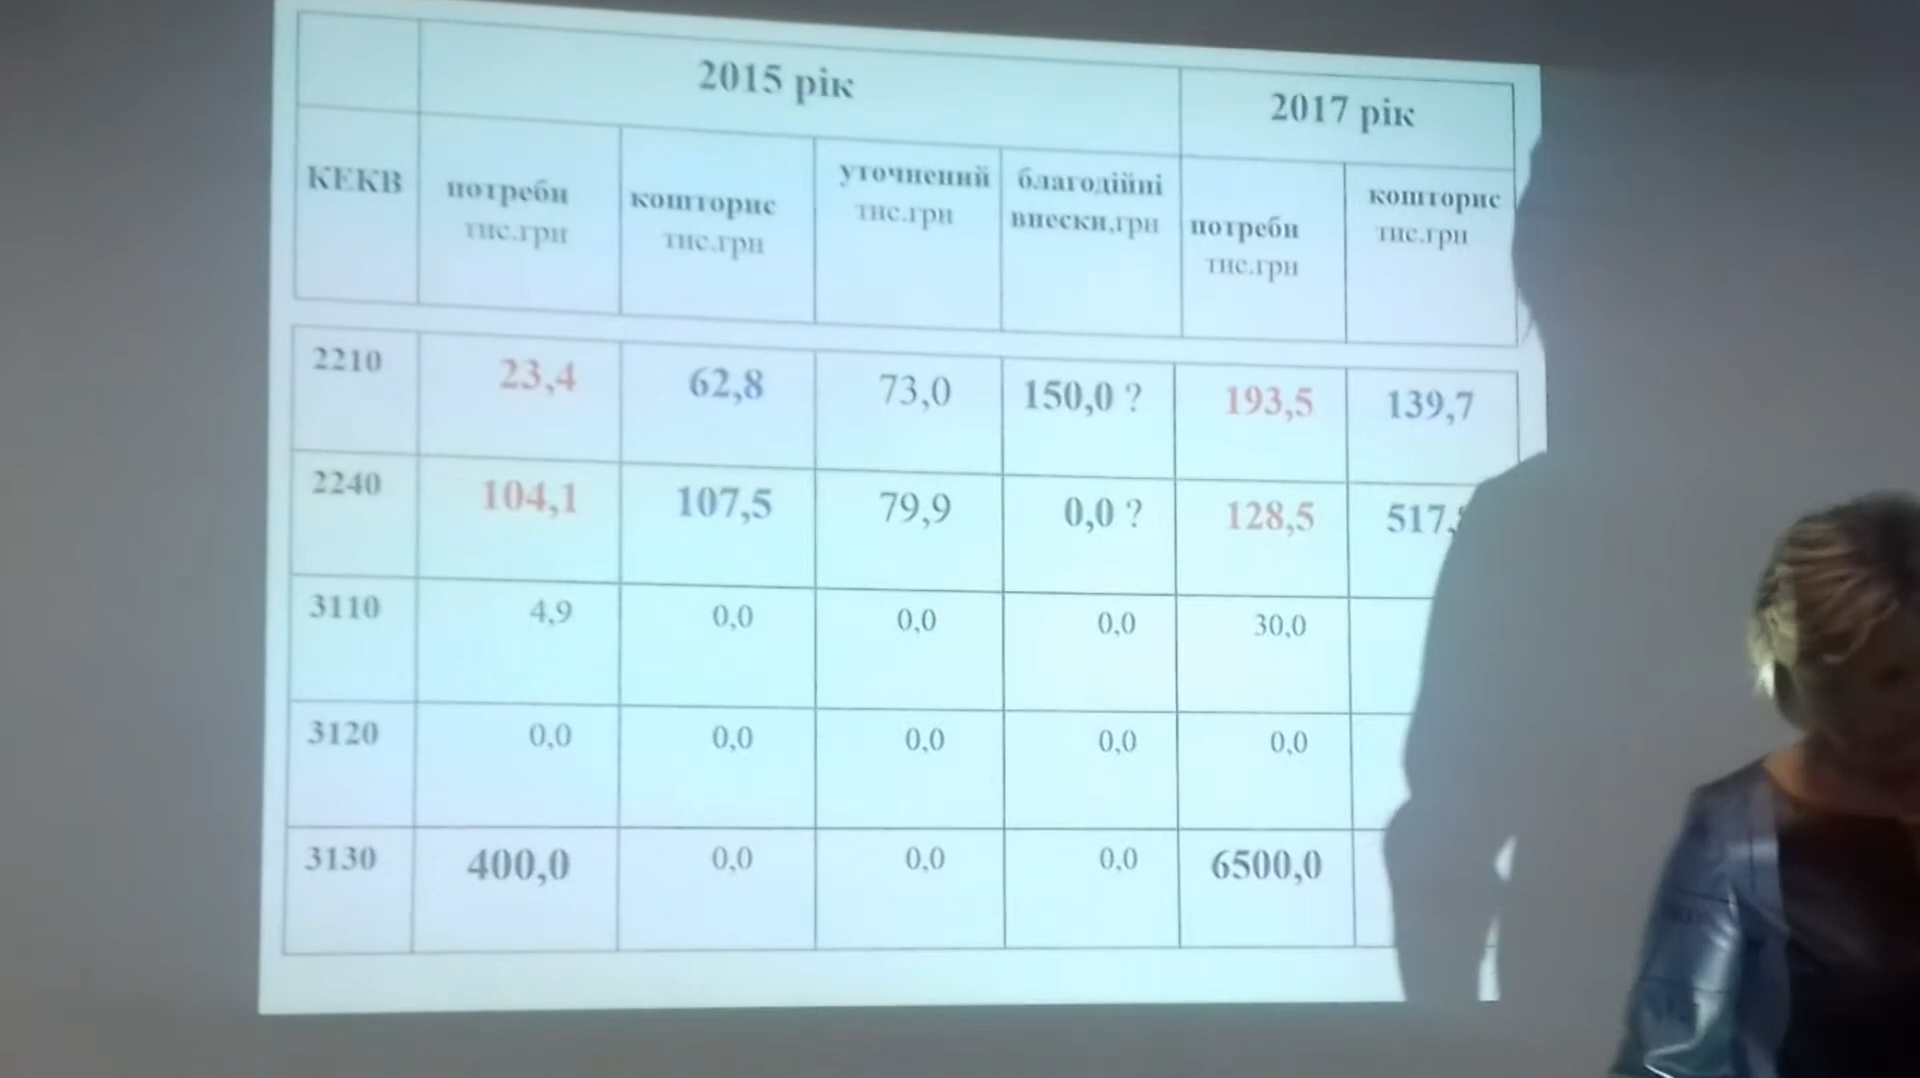 2015 рік 2017 рік
КЕКВ потреби тис.грн кошторис тис.грн уточнений тис.грн благодійні внески,грн потреби тис.грн кошторис тис.грн
2210 23,4 62,8 73,0 150,0 ? 193,5 139,7
2240 104,1 107,5 79,9 0,0 ? 128,5 517,
3110 4,9 0,0 0,0 0,0 30,0
3120 0,0 0,0 0,0 0,0 0,0
3130 400,0 0,0 0,0 0,0 6500,0